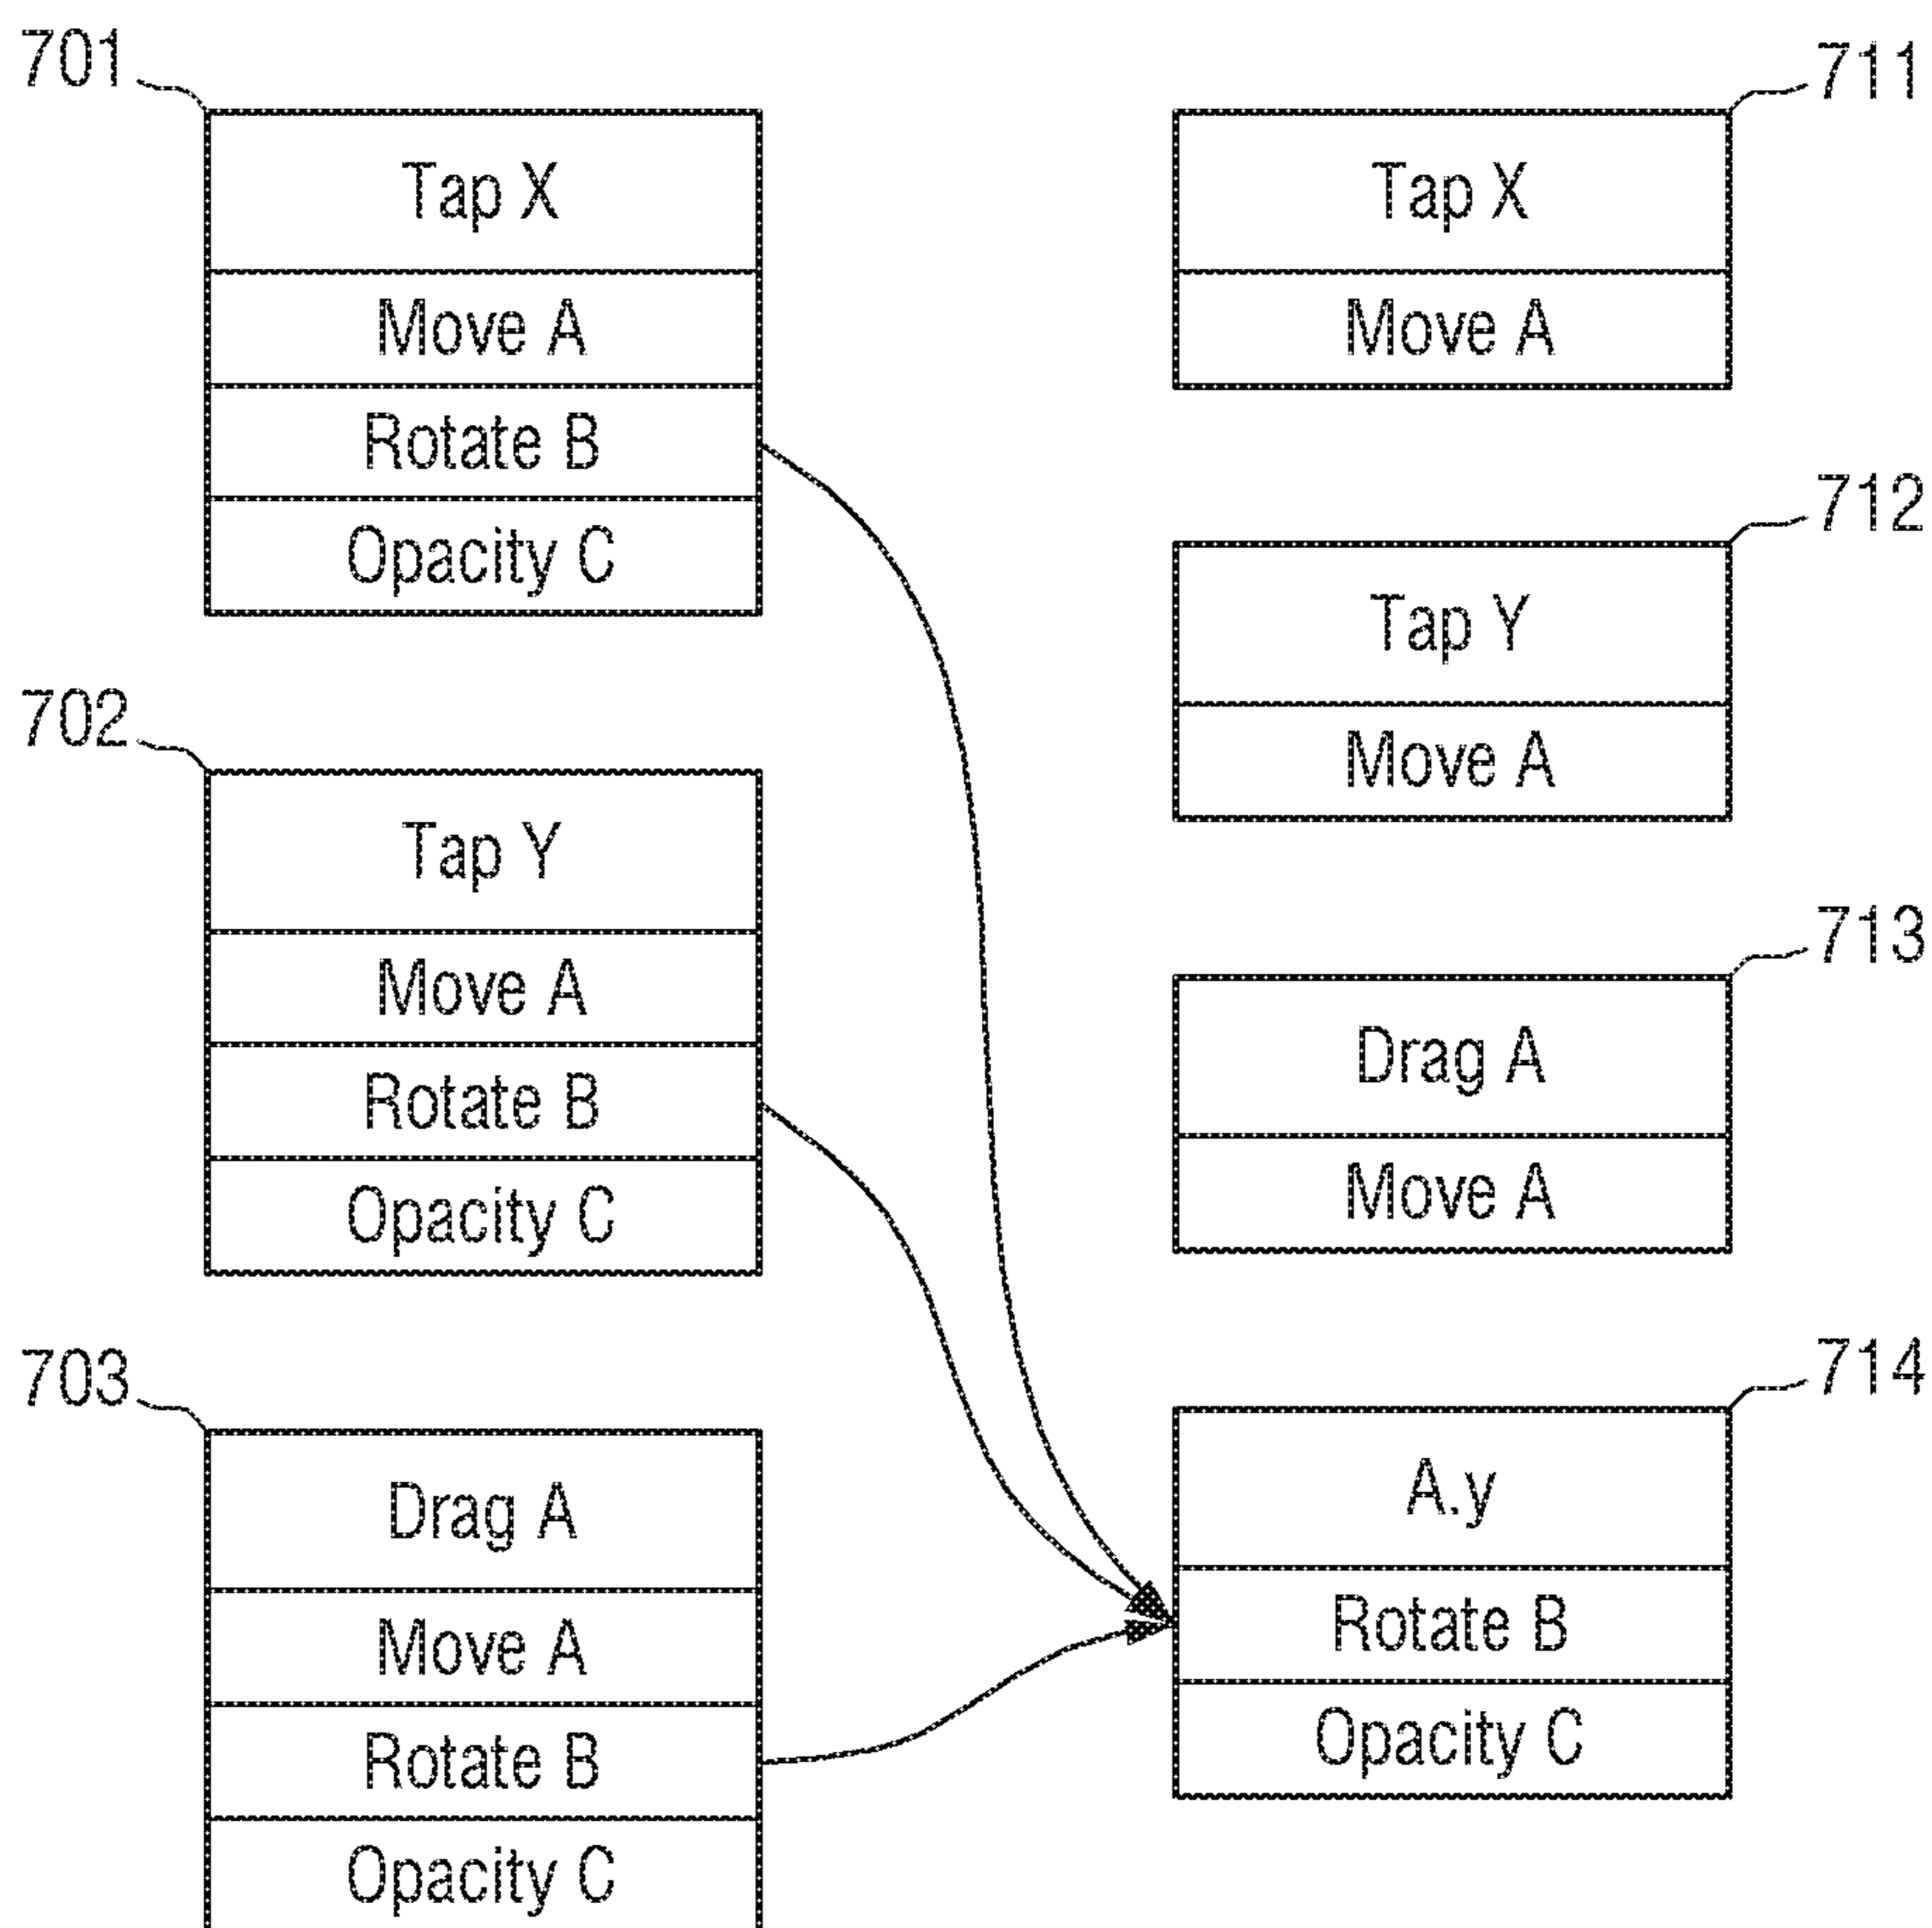 701
Tap X
Move A
Rotate B
Opacity C
702
Tap Y
Move A
Rotate B
Opacity C
703
Drag A
Move A
Rotate B
Opacity C
711
Tap X
Move A
712
Tap Y
Move A
713
Drag A
Move A
714
A.y
Rotate B
Opacity C